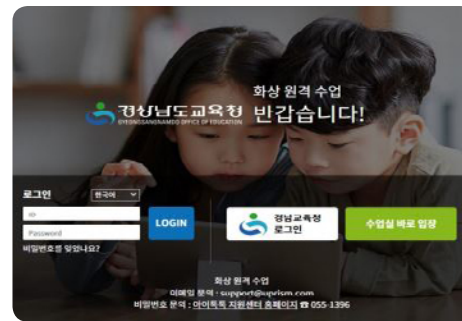 화상 원격 수업
경상남도교육청 반갑습니다!
GYEONGSANGNAMDO OFFICE OF EDUCATION
로그인 한국어
ID
Password
LOGIN
경남교육청
로그인
수업실 바로 입장
비밀번호를 잊었나요?
화상 원격 수업
이메일 문의 : support@uprism.com
비밀번호 문의 : 아이톡톡 지원센터 홈페이지 ☎ 055-1396